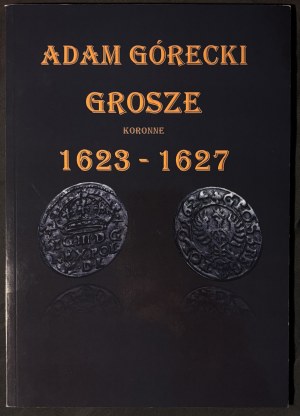 ADAM GÓRECKI
GROSZE
KORONNE
1623 - 1627